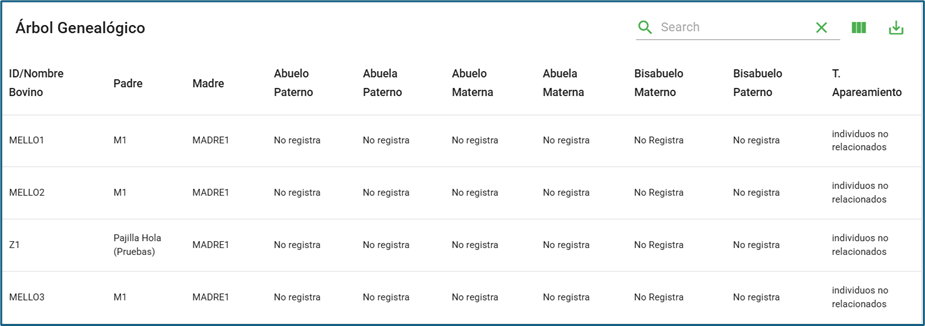 Árbol Genealógico
Search
ID/Nombre Bovino Padre Madre Abuelo Paterno Abuela Paterno Abuelo Materna Abuela Materna Bisabuelo Materno Bisabuelo Paterno T. Apareamiento
MELLO1 M1 MADRE1 No registra No registra No registra No registra No Registra No registra individuos no relacionados
MELLO2 M1 MADRE1 No registra No registra No registra No registra No Registra No registra individuos no relacionados
Z1 Pajilla Hola (Pruebas) MADRE1 No registra No registra No registra No registra No Registra No registra individuos no relacionados
MELLO3 M1 MADRE1 No registra No registra No registra No registra No Registra No registra individuos no relacionados